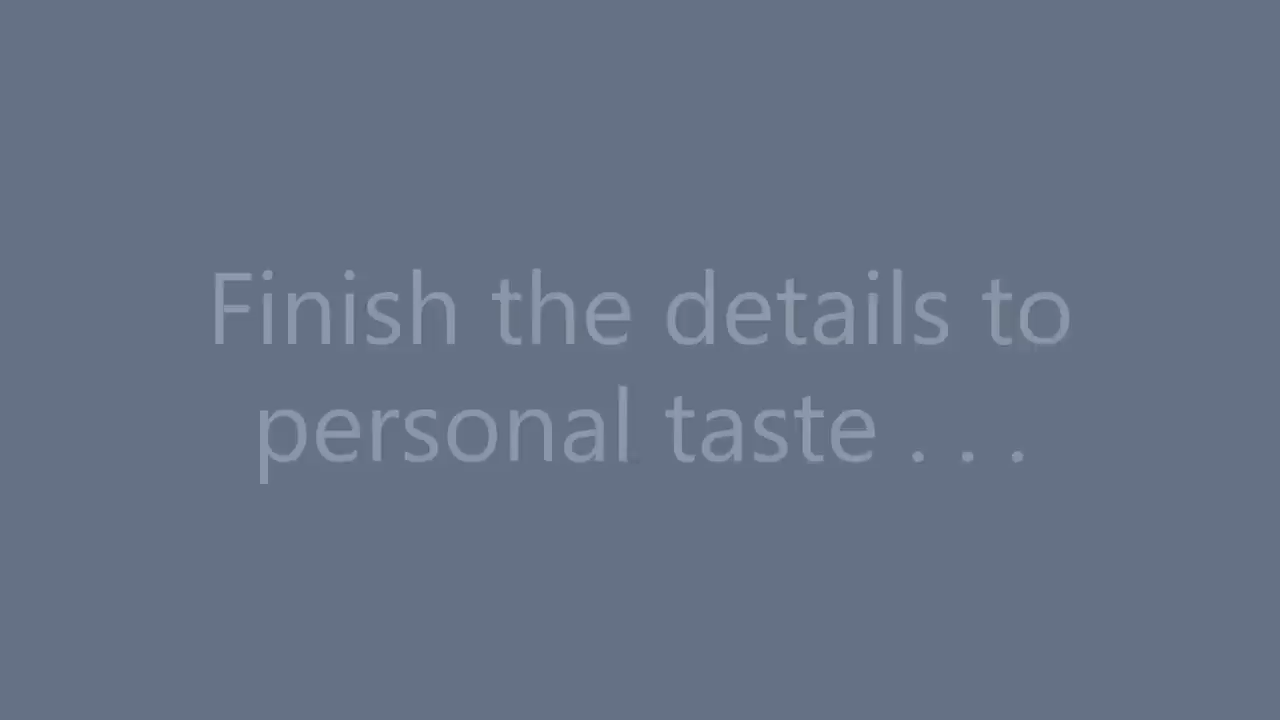 Finish the details to
personal taste . . .